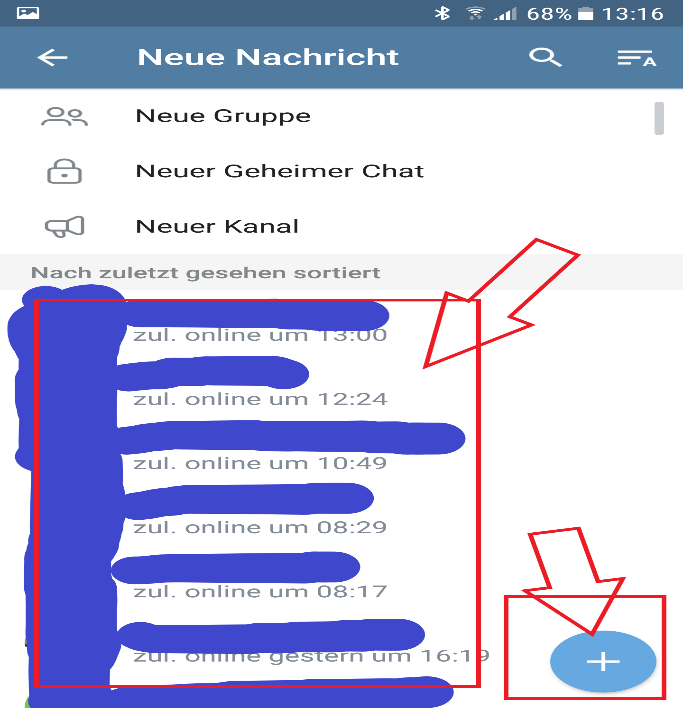 68% 13:16
Neue Nachricht
A
Neue Gruppe
Neuer Geheimer Chat
Neuer Kanal
Nach zuletzt gesehen sortiert
zul. online um 13:00
zul. online um 12:24
zul. online um 10:49
zul. online um 08:29
zul. online um 08:17
zul. online gestern um 16:19